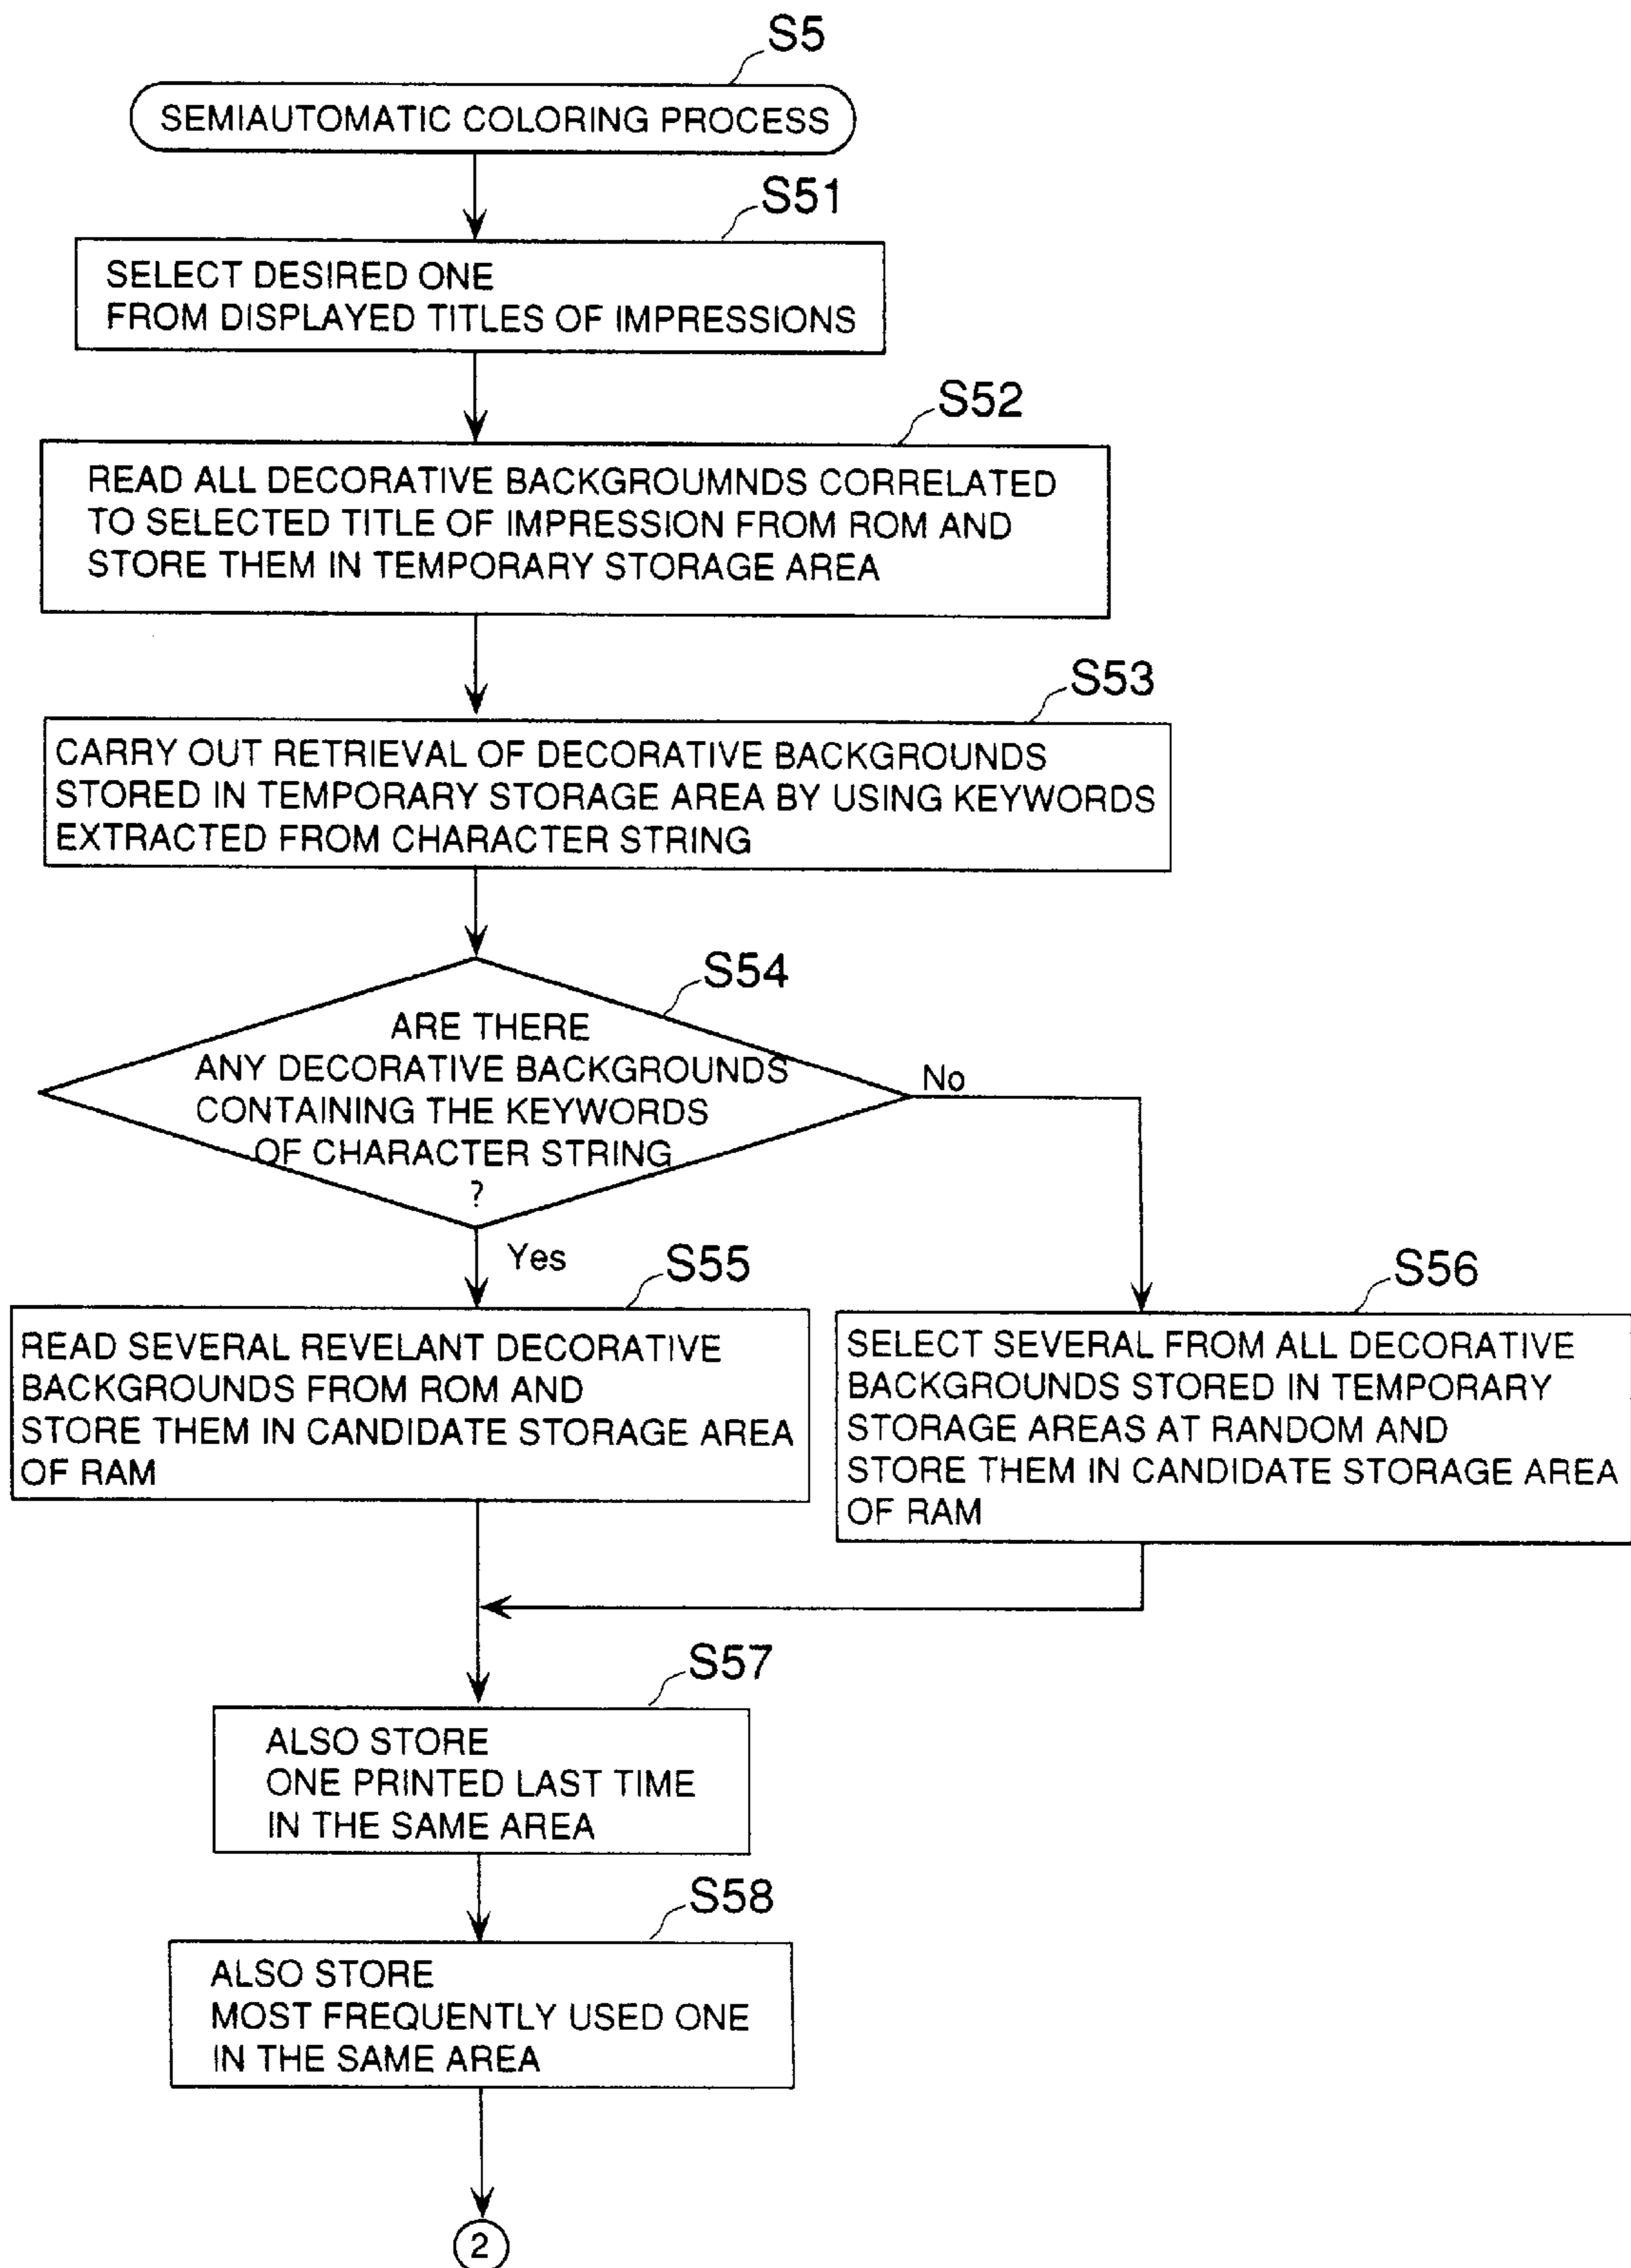 S5
SEMIAUTOMATIC COLORING PROCESS
S51
SELECT DESIRED ONE
FROM DISPLAYED TITLES OF IMPRESSIONS
S52
READ ALL DECORATIVE BACKGROUMNDS CORRELATED
TO SELECTED TITLE OF IMPRESSION FROM ROM AND
STORE THEM IN TEMPORARY STORAGE AREA
S53
CARRY OUT RETRIEVAL OF DECORATIVE BACKGROUNDS
STORED IN TEMPORARY STORAGE AREA BY USING KEYWORDS
EXTRACTED FROM CHARACTER STRING
S54
ARE THERE
ANY DECORATIVE BACKGROUNDS
CONTAINING THE KEYWORDS
OF CHARACTER STRING
?
No
Yes
S55
READ SEVERAL REVELANT DECORATIVE
BACKGROUNDS FROM ROM AND
STORE THEM IN CANDIDATE STORAGE AREA
OF RAM
S56
SELECT SEVERAL FROM ALL DECORATIVE
BACKGROUNDS STORED IN TEMPORARY
STORAGE AREAS AT RANDOM AND
STORE THEM IN CANDIDATE STORAGE AREA
OF RAM
S57
ALSO STORE
ONE PRINTED LAST TIME
IN THE SAME AREA
S58
ALSO STORE
MOST FREQUENTLY USED ONE
IN THE SAME AREA
2